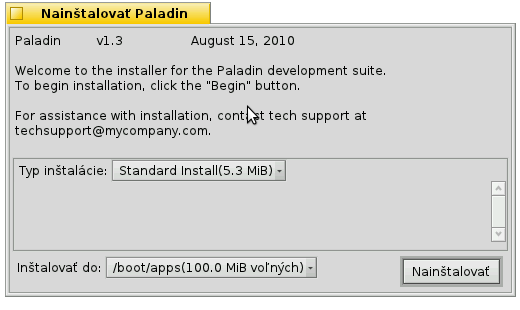 Nainštalovať Paladin
Paladin v1.3 August 15, 2010
Welcome to the installer for the Paladin development suite.
To begin installation, click the "Begin" button.
For assistance with installation, contact tech support at
techsupport@mycompany.com.
Typ inštalácie: Standard Install(5.3 MiB)
Inštalovať do: /boot/apps(100.0 MiB voľných)
Nainštalovať